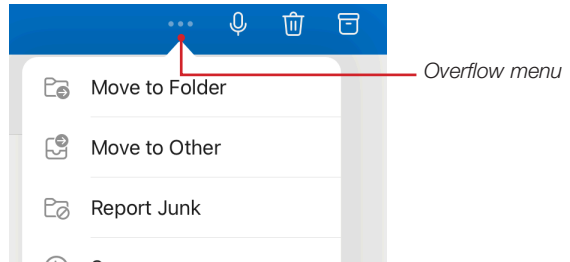 Overflow menu
Move to Folder
Move to Other
Report Junk